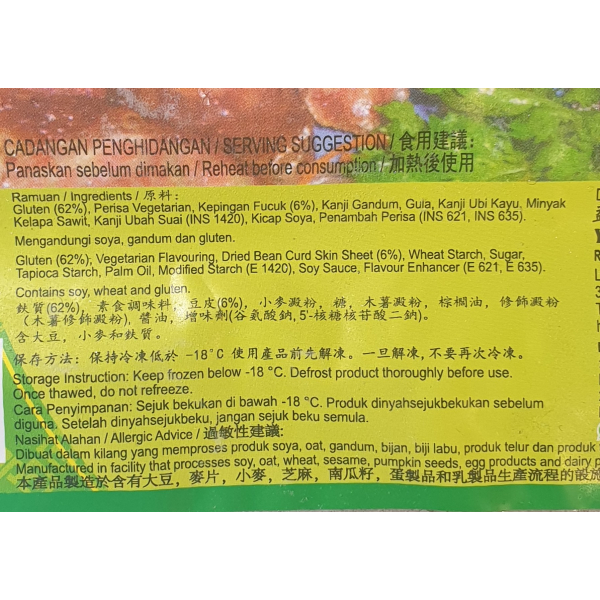 CADANGAN PENGHIDANGAN / SERVING SUGGESTION / 食用建議:
Panaskan sebelum dimakan / Reheat before consumption / 加熱後使用
Ramuan / Ingredients / 原料:
Gluten (62%), Perisa Vegetarian, Kepingan Fucuk (6%), Kanji Gandum, Gula, Kanji Ubi Kayu, Minyak
Kelapa Sawit, Kanji Ubah Suai (INS 1420), Kicap Soya, Penambah Perisa (INS 621, INS 635).
Mengandungi soya, gandum dan gluten.
Gluten (62%), Vegetarian Flavouring, Dried Bean Curd Skin Sheet (6%), Wheat Starch, Sugar,
Tapioca Starch, Palm Oil, Modified Starch (E 1420), Soy Sauce, Flavour Enhancer (E 621, E 635).
Contains soy, wheat and gluten.
麩質(62%), 素食調味料, 豆皮(6%), 小麥澱粉, 糖, 木薯澱粉, 棕櫚油, 修飾澱粉
(木薯修飾澱粉), 醬油, 增味劑(谷氨酸鈉, 5'-核糖核苷酸二鈉)。
含大豆, 小麥和麩質。
保存方法: 保持冷凍低於 -18°C 使用產品前先解凍。一旦解凍,不要再次冷凍。
Storage Instruction: Keep frozen below -18 °C. Defrost product thoroughly before use.
Once thawed, do not refreeze.
Cara Penyimpanan: Sejuk bekukan di bawah -18 °C. Produk dinyahsejukbekukan sebelum
diguna. Setelah dinyahsejukbeku, jangan sejuk beku semula.
Nasihat Alahan / Allergic Advice / 過敏性建議:
Dibuat dalam kilang yang memproses produk soya, oat, gandum, bijan, biji labu, produk telur dan produk
Manufactured in facility that processes soy, oat, wheat, sesame, pumpkin seeds, egg products and dairy p
本產品製造於含有大豆, 麥片, 小麥, 芝麻, 南瓜籽, 蛋製品和乳製品生產流程的設施